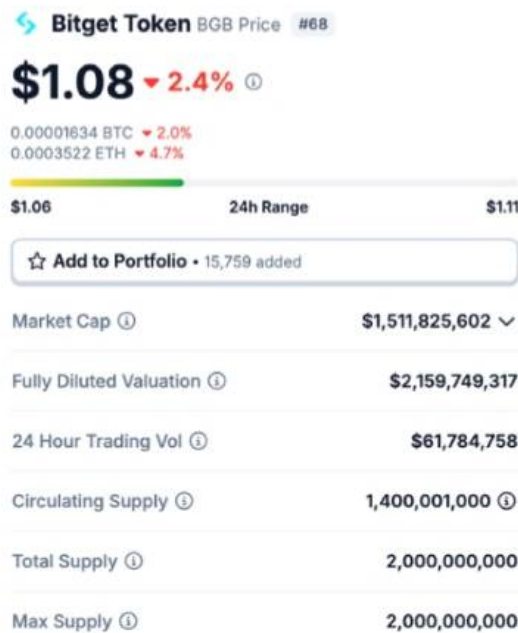 Bitget Token BGB Price #68
$1.08 2.4%
0.00001634 BTC 2.0%
0.0003522 ETH 4.7%
$1.06 24h Range $1.11
Add to Portfolio • 15,759 added
Market Cap $1,511,825,602
Fully Diluted Valuation $2,159,749,317
24 Hour Trading Vol $61,784,758
Circulating Supply 1,400,001,000
Total Supply 2,000,000,000
Max Supply 2,000,000,000